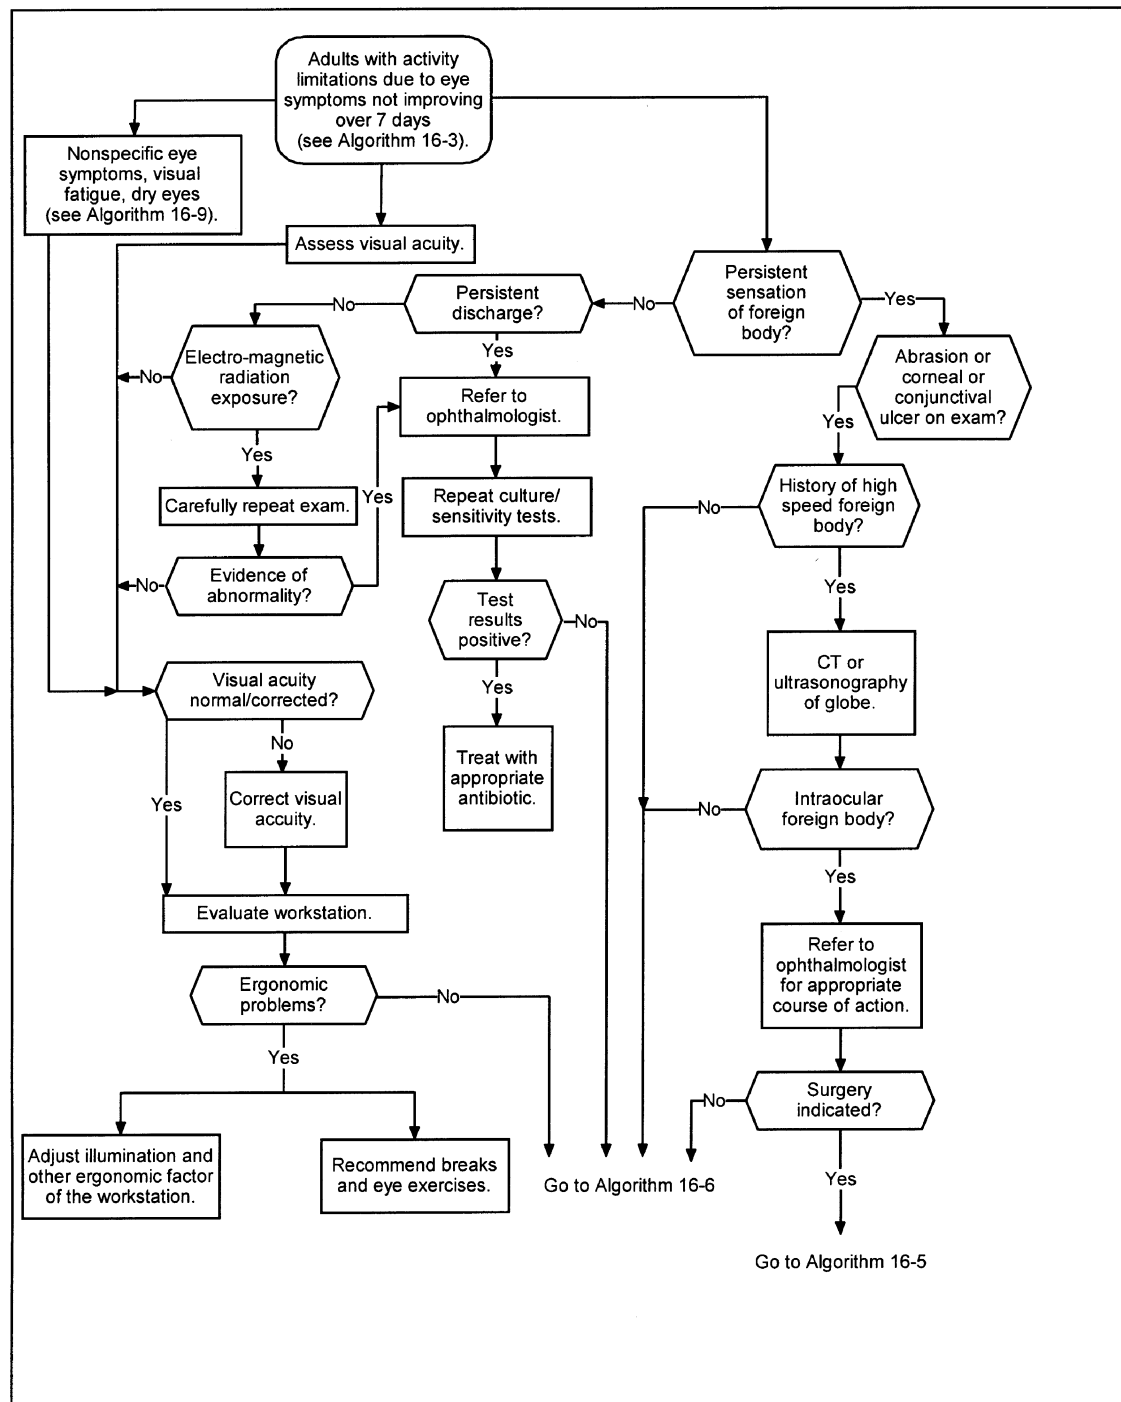 Adults with activity
limitations due to eye
symptoms not improving
over 7 days
(see Algorithm 16-3).
Nonspecific eye
symptoms, visual
fatigue, dry eyes
(see Algorithm 16-9).
Assess visual acuity.
Persistent
sensation
of foreign
body?
No
Yes
Persistent
discharge?
No
Yes
Electro-magnetic
radiation
exposure?
No
Yes
Abrasion or
corneal or
conjunctival
ulcer on exam?
Yes
Refer to
ophthalmologist.
Carefully repeat exam.
Yes
Repeat culture/
sensitivity tests.
History of high
speed foreign
body?
No
Yes
Evidence of
abnormality?
No
Test
results
positive?
No
Yes
CT or
ultrasonography
of globe.
Visual acuity
normal/corrected?
No
Yes
Treat with
appropriate
antibiotic.
Correct visual
accuity.
Intraocular
foreign body?
No
Yes
Evaluate workstation.
Refer to
ophthalmologist
for appropriate
course of action.
Ergonomic
problems?
No
Yes
Surgery
indicated?
No
Yes
Adjust illumination and
other ergonomic factor
of the workstation.
Recommend breaks
and eye exercises.
Go to Algorithm 16-6
Go to Algorithm 16-5